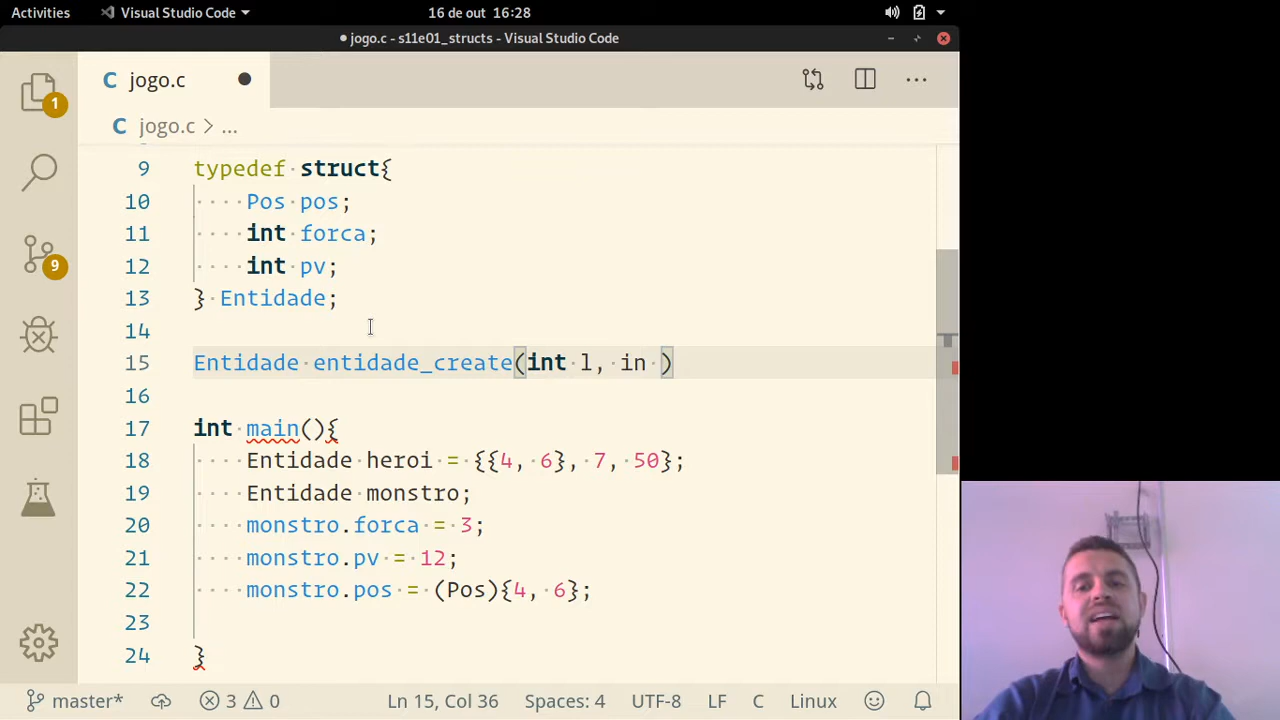 Activities
Visual Studio Code
16 de out 16:28
● jogo.c - s11e01_structs - Visual Studio Code
jogo.c
jogo.c > ...
1
9
9 typedef struct{
10 Pos pos;
11 int forca;
12 int pv;
13 } Entidade;
14
15 Entidade entidade_create(int l, in )
16
17 int main(){
18 Entidade heroi = {{4, 6}, 7, 50};
19 Entidade monstro;
20 monstro.forca = 3;
21 monstro.pv = 12;
22 monstro.pos = (Pos){4, 6};
23
24 }
master* 3 0 Ln 15, Col 36 Spaces: 4 UTF-8 LF C Linux